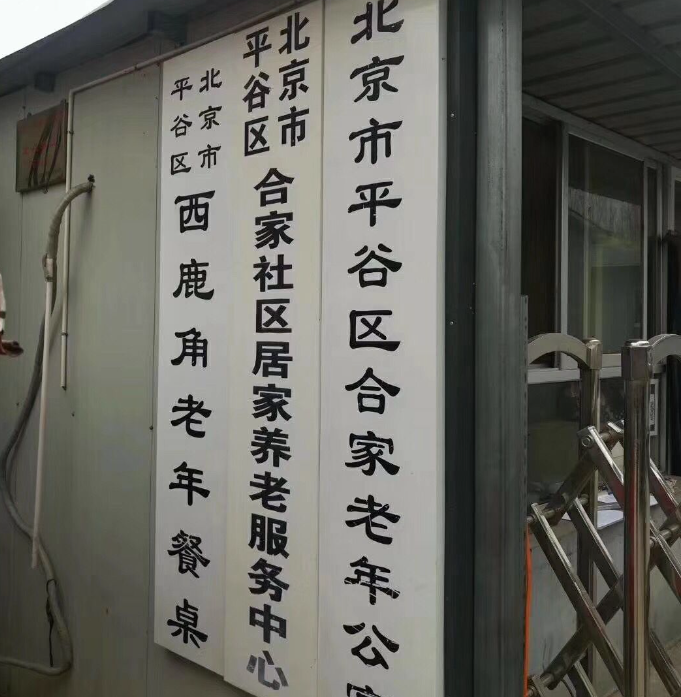 北京市平谷区合家老年公
北京市
平谷区
合家社区居家养老服务中心
北京市
平谷区
西鹿角老年餐桌